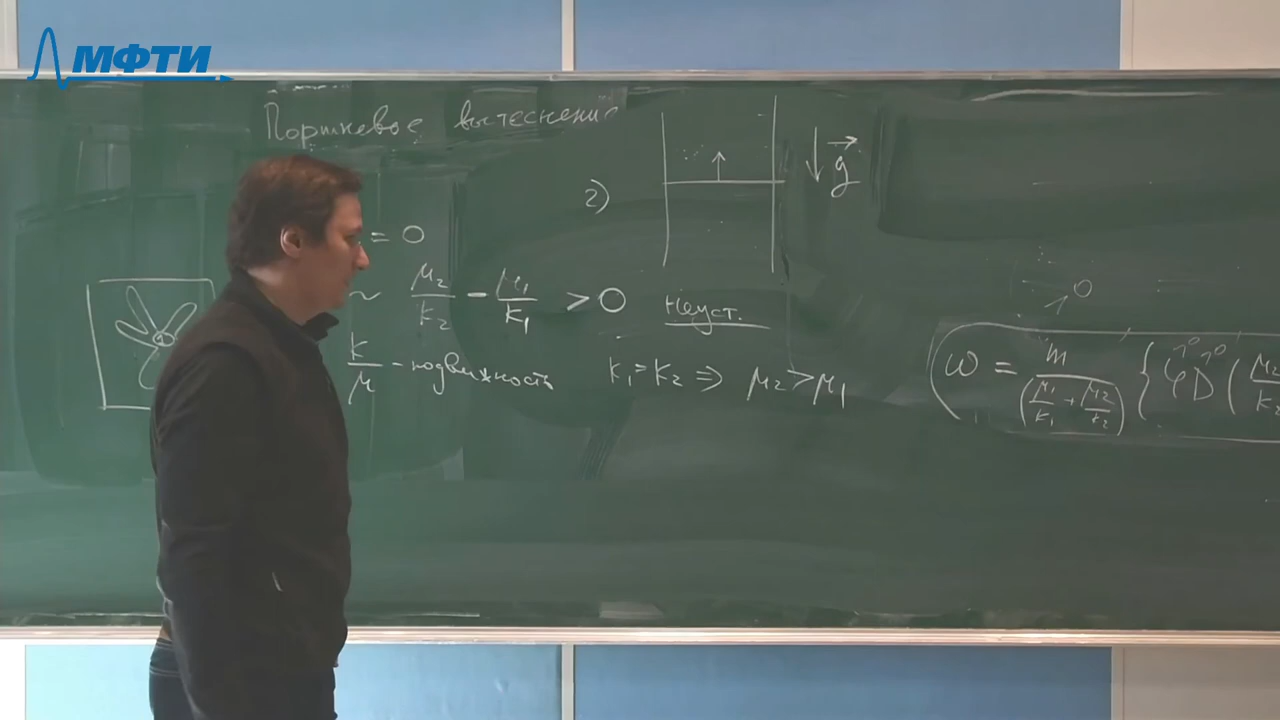 МФТИ
Поршневое вытеснение
2)
g
= 0
~ μ₂/k₂ - μ₁/k₁ > 0
Неуст.
k/μ - подвижность
k₁ = k₂ ⇒ μ₂ > μ₁
ω = m / (μ₁/k₁ + μ₂/k₂) { φD ( μ₂/k₂